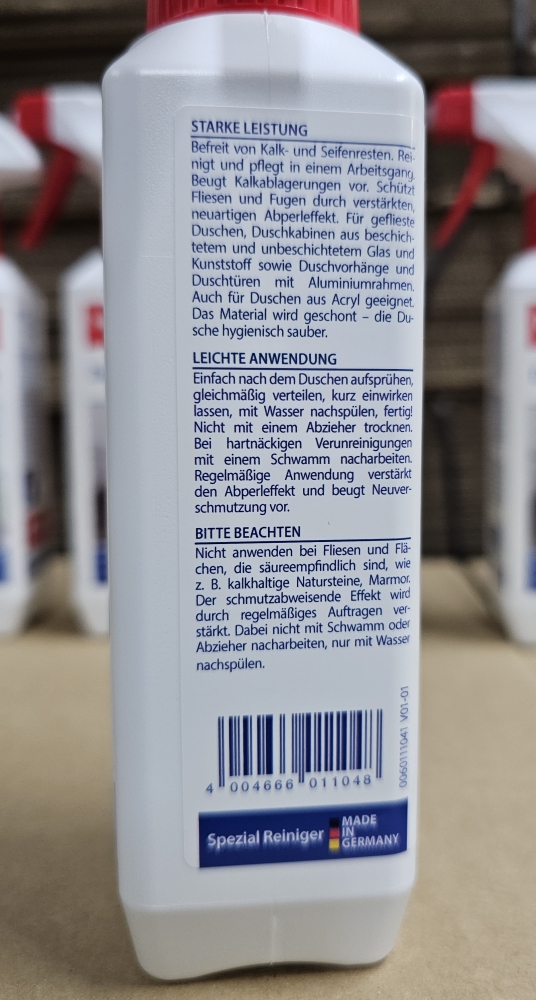 STARKE LEISTUNG
Befreit von Kalk- und Seifenresten. Rei-
nigt und pflegt in einem Arbeitsgang.
Beugt Kalkablagerungen vor. Schützt
Fliesen und Fugen durch verstärkten,
neuartigen Abperleffekt. Für geflieste
Duschen, Duschkabinen aus beschich-
tetem und unbeschichtetem Glas und
Kunststoff sowie Duschvorhänge und
Duschtüren mit Aluminiumrahmen.
Auch für Duschen aus Acryl geeignet.
Das Material wird geschont – die Du-
sche hygienisch sauber.
LEICHTE ANWENDUNG
Einfach nach dem Duschen aufsprühen,
gleichmäßig verteilen, kurz einwirken
lassen, mit Wasser nachspülen, fertig!
Nicht mit einem Abzieher trocknen.
Bei hartnäckigen Verunreinigungen
mit einem Schwamm nacharbeiten.
Regelmäßige Anwendung verstärkt
den Abperleffekt und beugt Neuver-
schmutzung vor.
BITTE BEACHTEN
Nicht anwenden bei Fliesen und Flä-
chen, die säureempfindlich sind, wie
z. B. kalkhaltige Natursteine, Marmor.
Der schmutzabweisende Effekt wird
durch regelmäßiges Auftragen ver-
stärkt. Dabei nicht mit Schwamm oder
Abzieher nacharbeiten, nur mit Wasser
nachspülen.
0060111041 V01-01
4 004666 011048
Spezial Reiniger
MADE
IN
GERMANY